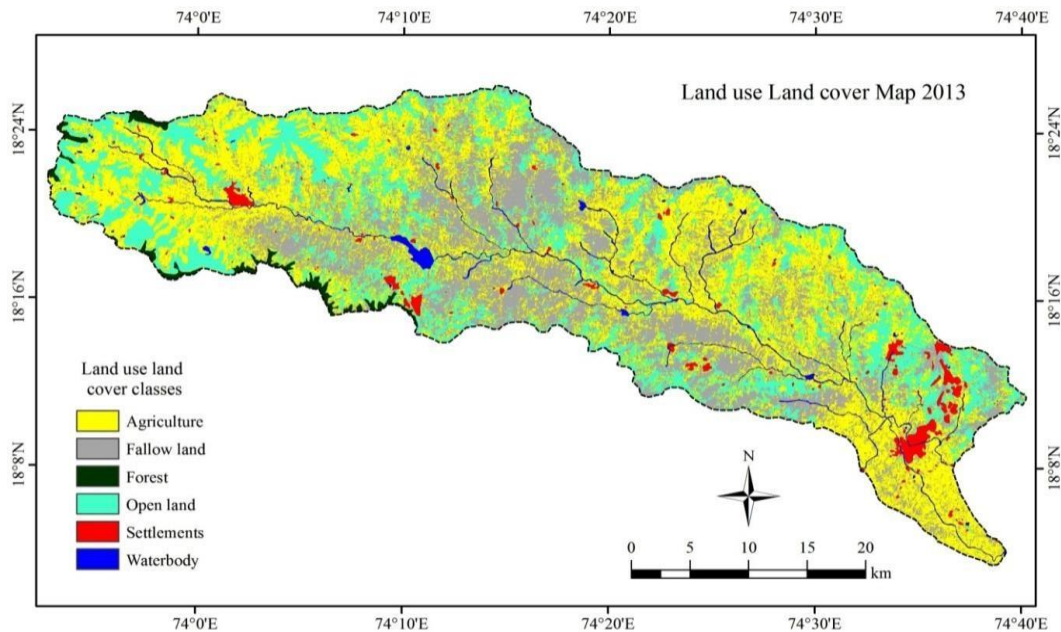 74°0'E 74°10'E 74°20'E 74°30'E 74°40'E
Land use Land cover Map 2013
18°24'N 18°24'N
18°16'N 18°16'N
18°8'N 18°8'N
Land use land
cover classes
Agriculture
Fallow land
Forest
Open land
Settlements
Waterbody
N
0 5 10 15 20
km
74°0'E 74°10'E 74°20'E 74°30'E 74°40'E